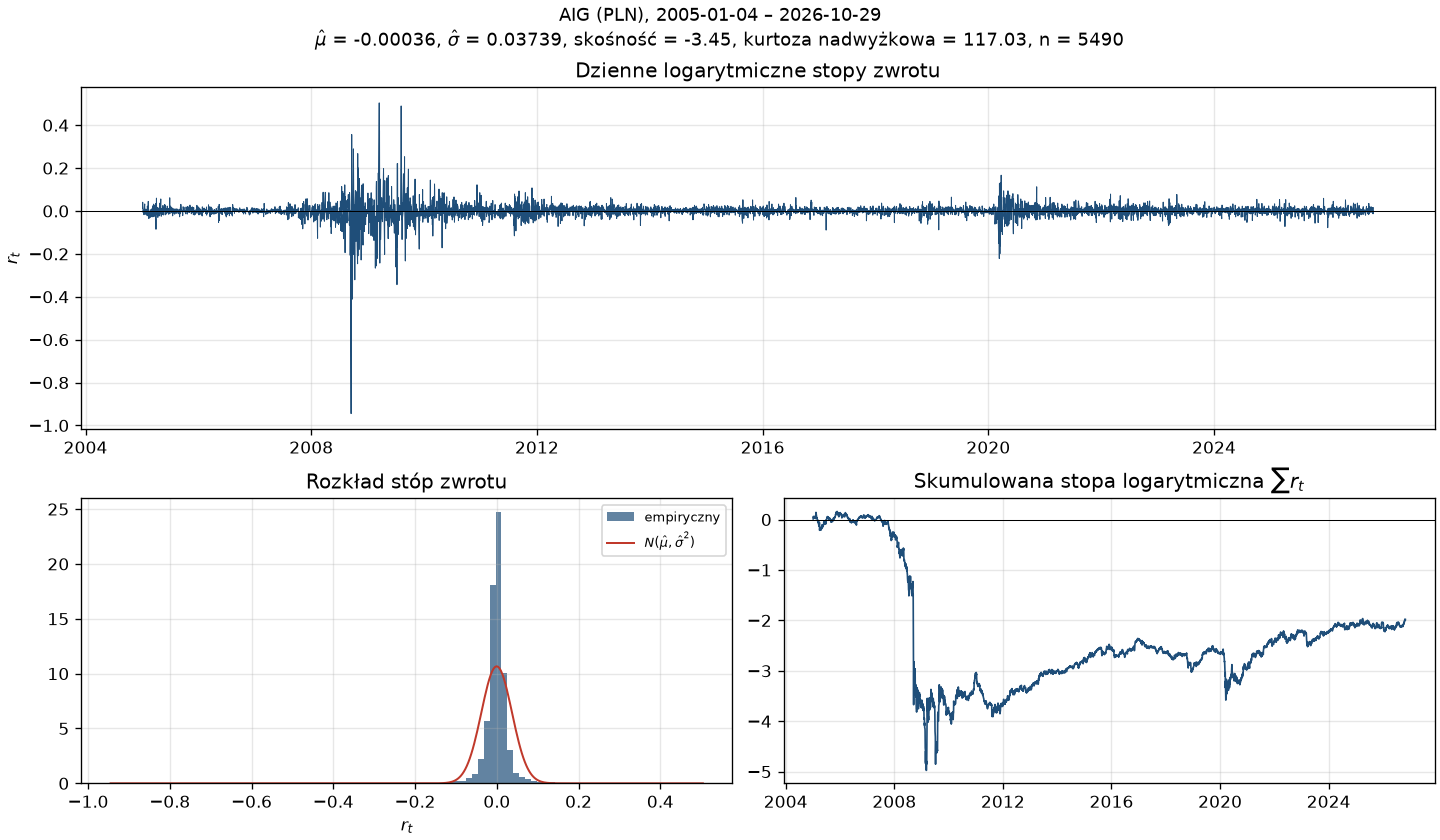 AIG (PLN), 2005-01-04 – 2026-10-29
μ̂ = -0.00036, σ̂ = 0.03739, skośność = -3.45, kurtoza nadwyżkowa = 117.03, n = 5490
Dzienne logarytmiczne stopy zwrotu
0.4
0.2
0.0
−0.2
−0.4
−0.6
−0.8
−1.0
r_t
2004 2008 2012 2016 2020 2024
Rozkład stóp zwrotu
25
20
15
10
5
0
empiryczny
N(μ̂, σ̂²)
−1.0 −0.8 −0.6 −0.4 −0.2 0.0 0.2 0.4
r_t
Skumulowana stopa logarytmiczna ∑r_t
0
−1
−2
−3
−4
−5
2004 2008 2012 2016 2020 2024